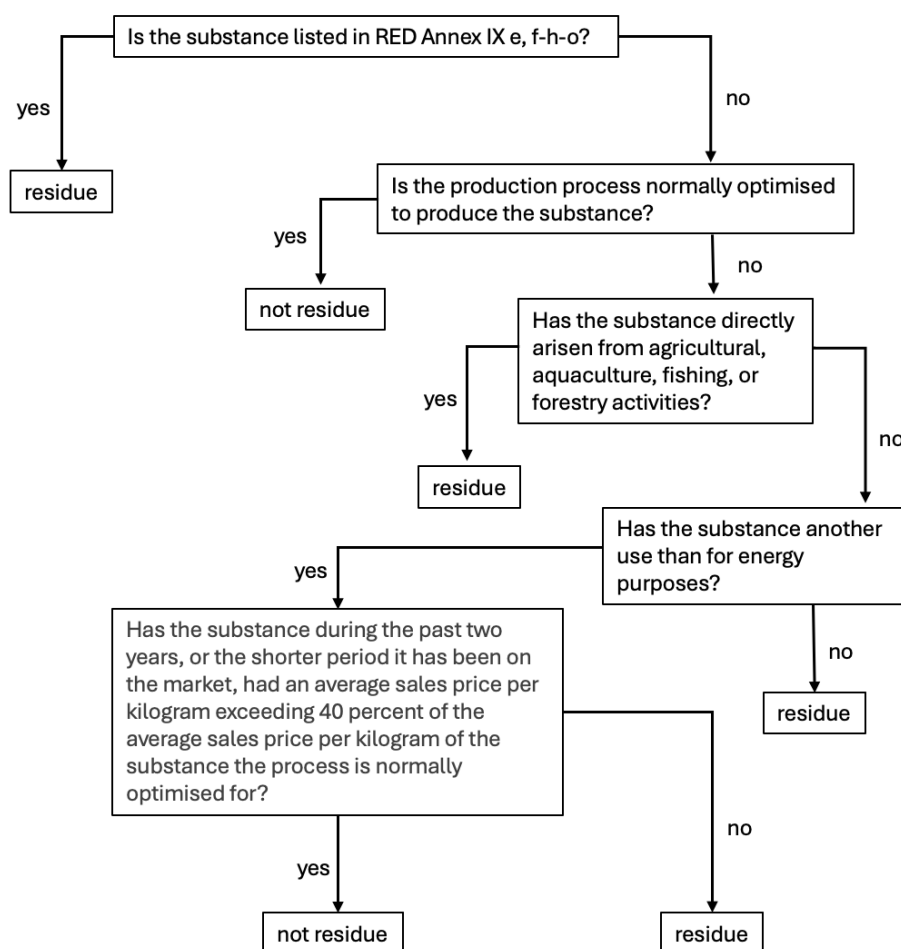 Is the substance listed in RED Annex IX e, f-h-o?
yes
no
residue
Is the production process normally optimised
to produce the substance?
yes
no
not residue
Has the substance directly
arisen from agricultural,
aquaculture, fishing, or
forestry activities?
yes
no
residue
Has the substance another
use than for energy
purposes?
yes
no
Has the substance during the past two
years, or the shorter period it has been on
the market, had an average sales price per
kilogram exceeding 40 percent of the
average sales price per kilogram of the
substance the process is normally
optimised for?
residue
yes
no
not residue
residue